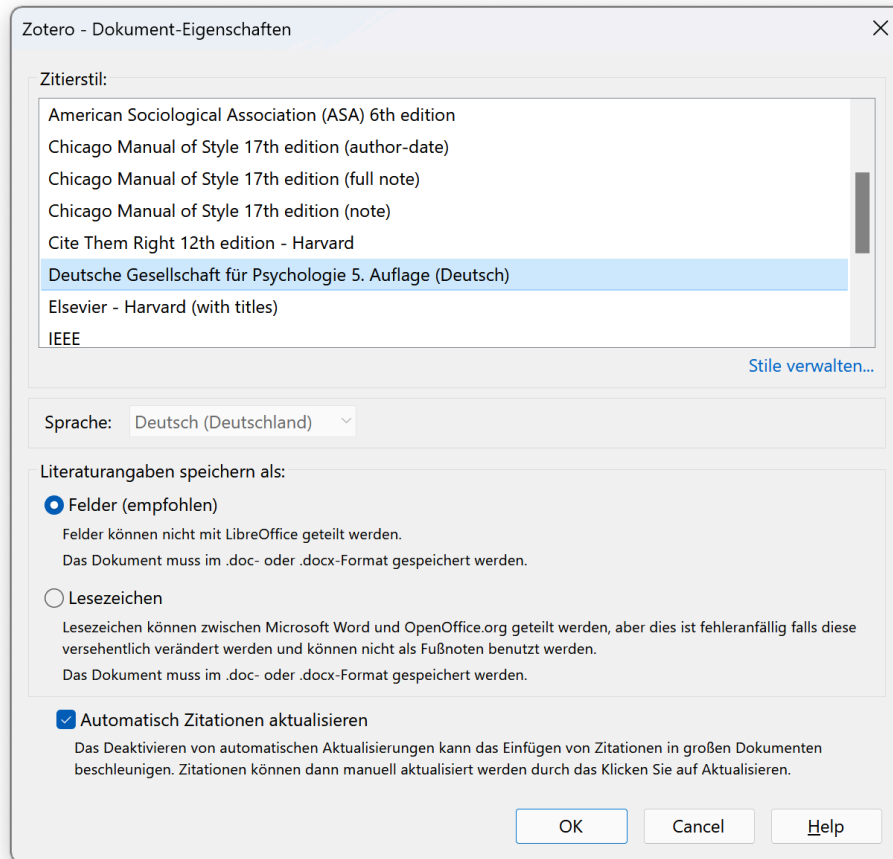 Zotero - Dokument-Eigenschaften
Zitierstil:
American Sociological Association (ASA) 6th edition
Chicago Manual of Style 17th edition (author-date)
Chicago Manual of Style 17th edition (full note)
Chicago Manual of Style 17th edition (note)
Cite Them Right 12th edition - Harvard
Deutsche Gesellschaft für Psychologie 5. Auflage (Deutsch)
Elsevier - Harvard (with titles)
IEEE
Stile verwalten...
Sprache: Deutsch (Deutschland)
Literaturangaben speichern als:
Felder (empfohlen)
Felder können nicht mit LibreOffice geteilt werden.
Das Dokument muss im .doc- oder .docx-Format gespeichert werden.
Lesezeichen
Lesezeichen können zwischen Microsoft Word und OpenOffice.org geteilt werden, aber dies ist fehleranfällig falls diese
versehentlich verändert werden und können nicht als Fußnoten benutzt werden.
Das Dokument muss im .doc- oder .docx-Format gespeichert werden.
Automatisch Zitationen aktualisieren
Das Deaktivieren von automatischen Aktualisierungen kann das Einfügen von Zitationen in großen Dokumenten
beschleunigen. Zitationen können dann manuell aktualisiert werden durch das Klicken Sie auf Aktualisieren.
OK Cancel Help